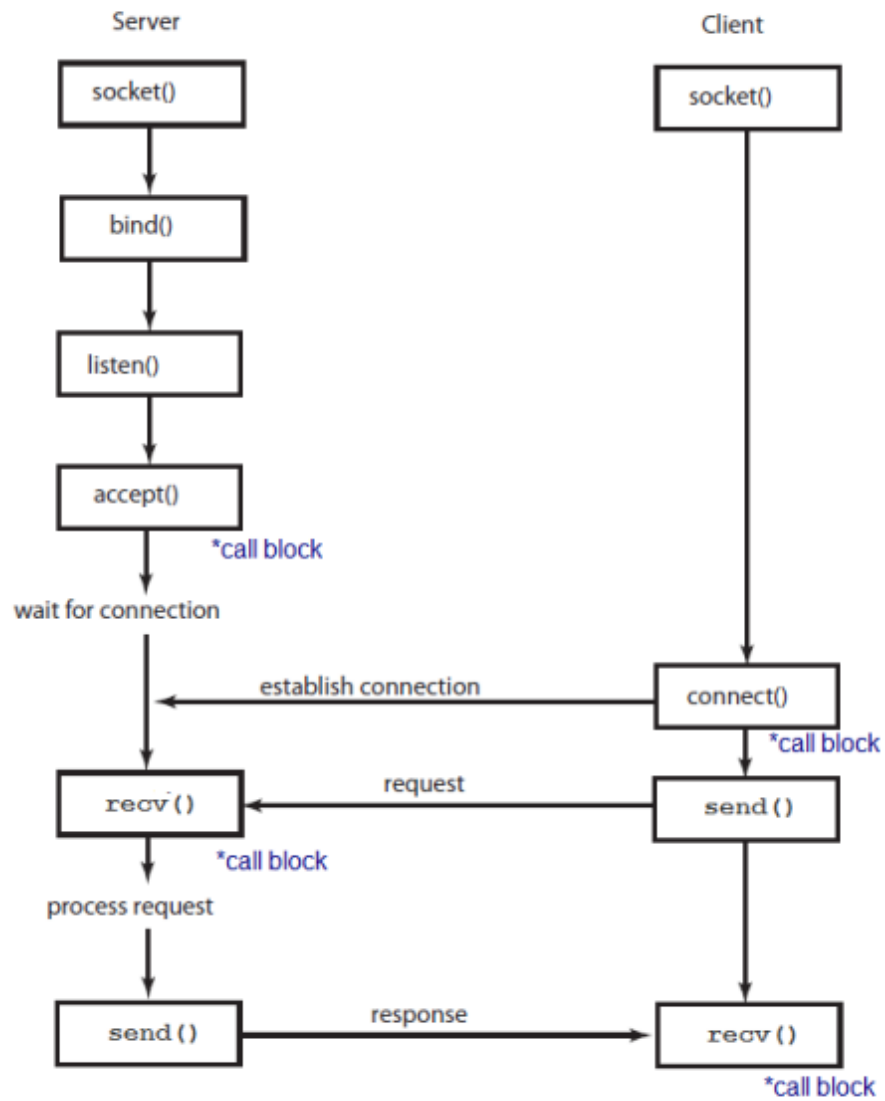 Server
Client
socket()
socket()
bind()
listen()
accept()
*call block
wait for connection
establish connection
connect()
*call block
request
recv()
send()
*call block
process request
send()
response
recv()
*call block